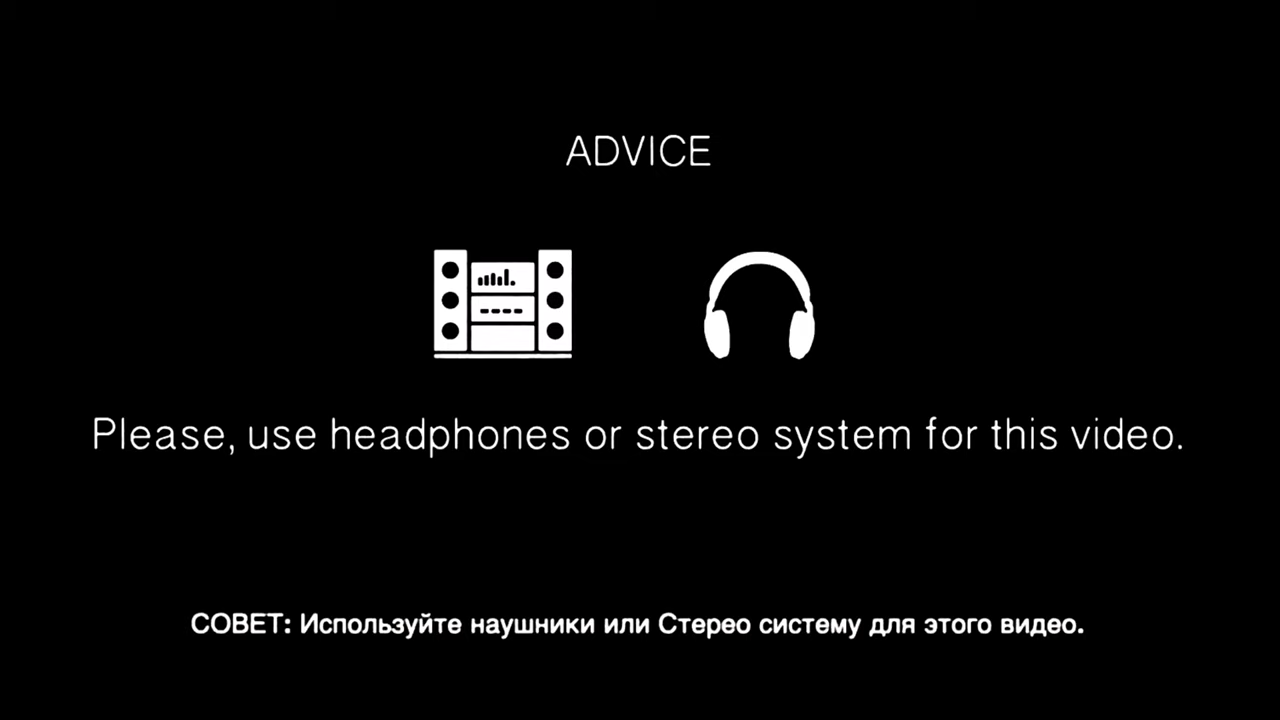 ADVICE
Please, use headphones or stereo system for this video.
СОВЕТ: Используйте наушники или Стерео систему для этого видео.